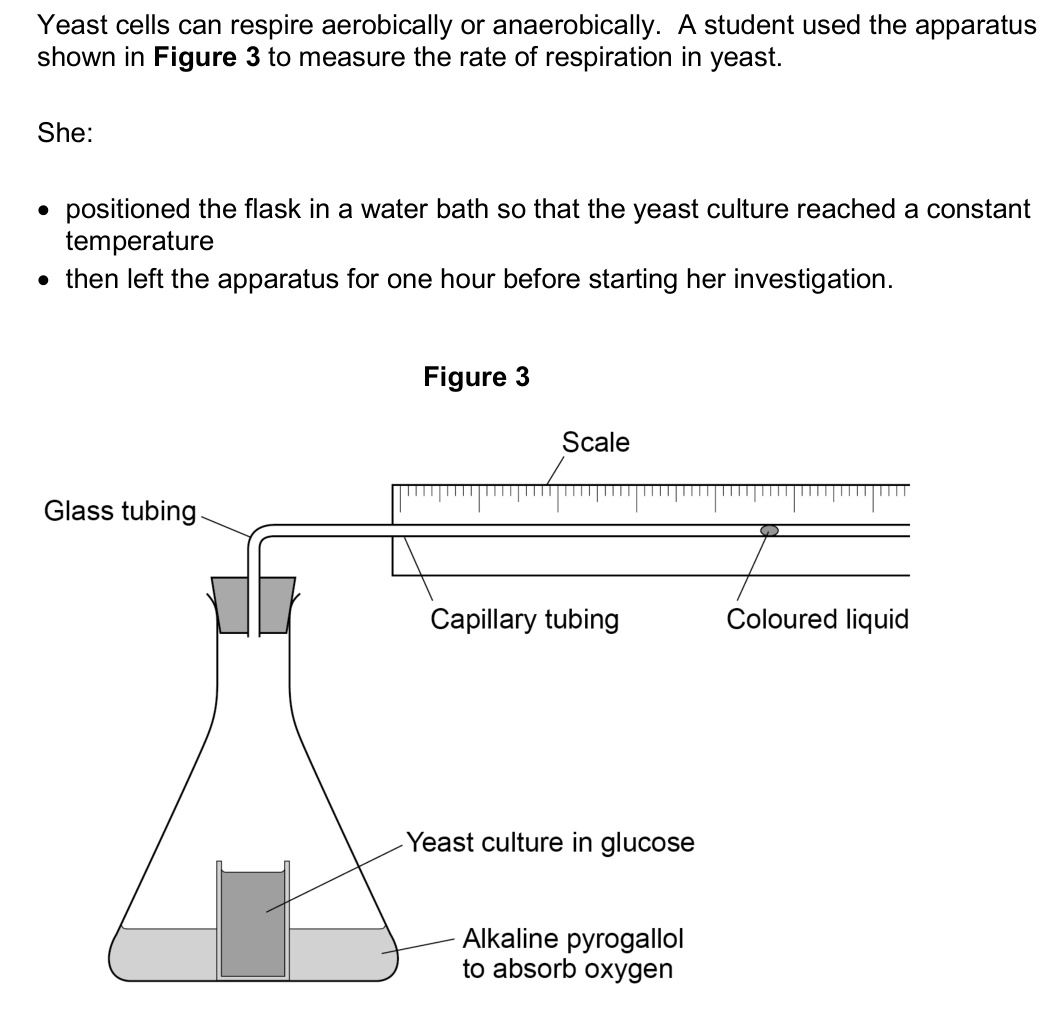 Yeast cells can respire aerobically or anaerobically.  A student used the apparatus
shown in Figure 3 to measure the rate of respiration in yeast.
She:
• positioned the flask in a water bath so that the yeast culture reached a constant
temperature
• then left the apparatus for one hour before starting her investigation.
Figure 3
Scale
Glass tubing
Capillary tubing
Coloured liquid
Yeast culture in glucose
Alkaline pyrogallol
to absorb oxygen